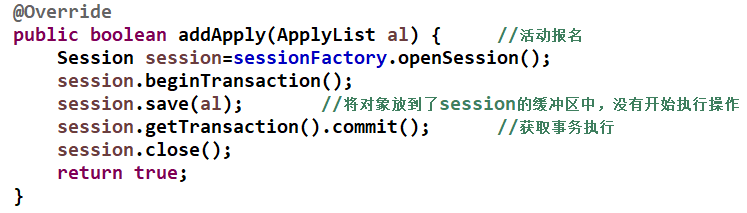 @Override
public boolean addApply(ApplyList al) {     //活动报名
    Session session=sessionFactory.openSession();
    session.beginTransaction();
    session.save(al);       //将对象放到了session的缓冲区中，没有开始执行操作
    session.getTransaction().commit();      //获取事务执行
    session.close();
    return true;
}